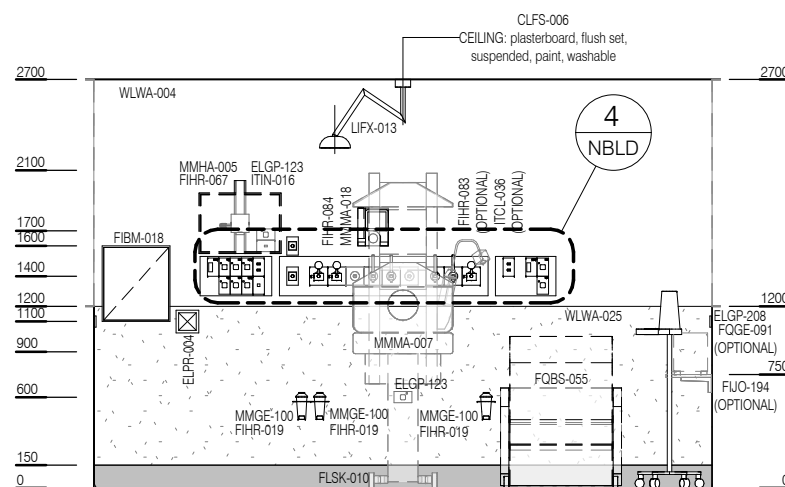 CLFS-006
CEILING: plasterboard, flush set,
suspended, paint, washable
2700
2700
WLWA-004
4
NBLD
LIFX-013
2100
MMHA-005
FIHR-067
ELGP-123
ITIN-016
FIHR-084
MMMA-018
FIHR-083
(OPTIONAL)
ITCL-036
(OPTIONAL)
1700
1600
FIBM-018
1400
1200
1200
1100
WLWA-025
ELGP-208
FQGE-091
(OPTIONAL)
ELPR-004
MMMA-007
900
750
ELGP-123
FQBS-055
FIJO-194
(OPTIONAL)
600
MMGE-100
FIHR-019
MMGE-100
FIHR-019
MMGE-100
FIHR-019
150
FLSK-010
0
0